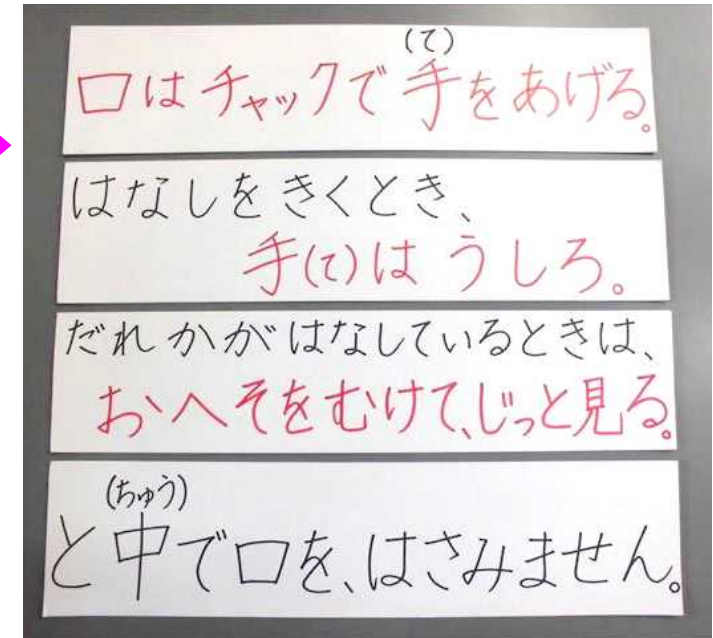 (て)
口はチャックで手をあげる。
はなしをきくとき、
手(て)は うしろ。
だれかがはなしているときは、
おへそをむけて、じっと見る。
(ちゅう)
と中で口を、はさみません。